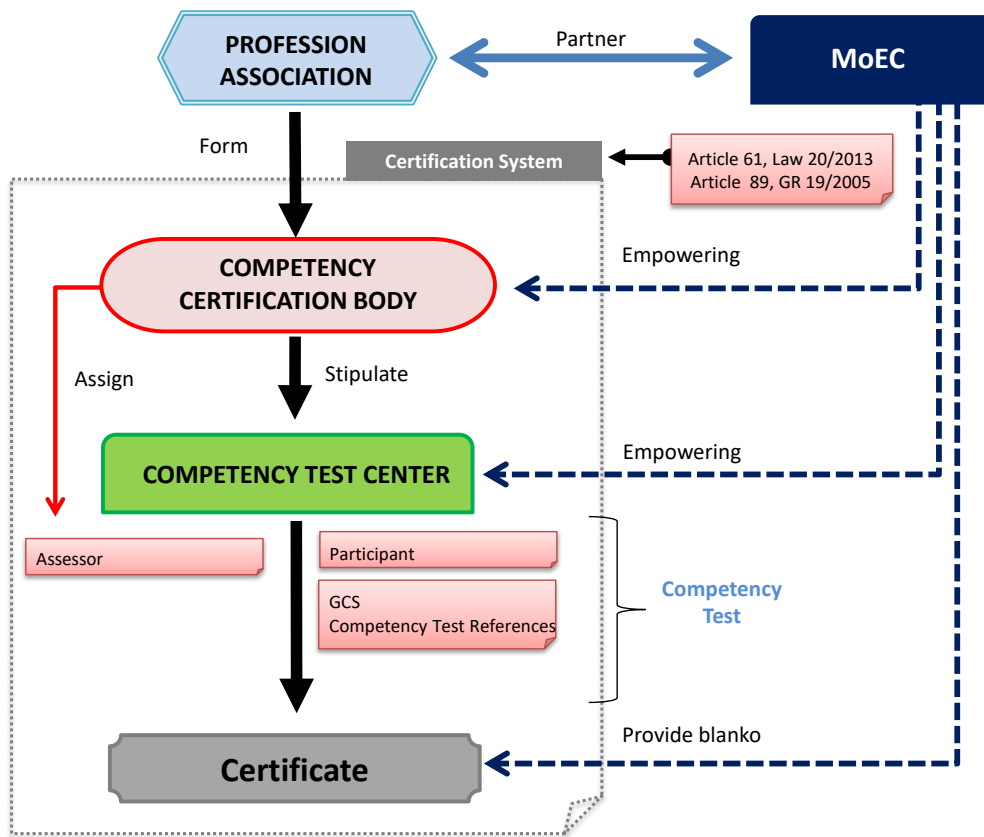 PROFESSION
ASSOCIATION
Partner
MoEC
Form
Certification System
Article 61, Law 20/2013
Article 89, GR 19/2005
COMPETENCY
CERTIFICATION BODY
Empowering
Assign
Stipulate
COMPETENCY TEST CENTER
Empowering
Assessor
Participant
GCS
Competency Test References
Competency
Test
Provide blanko
Certificate